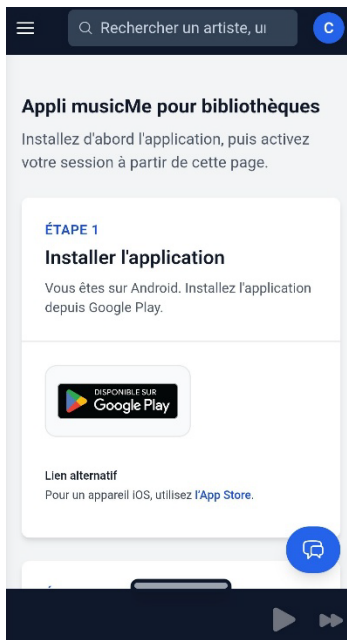 Rechercher un artiste, u
C
Appli musicMe pour bibliothèques
Installez d'abord l'application, puis activez
votre session à partir de cette page.
ÉTAPE 1
Installer l'application
Vous êtes sur Android. Installez l'application
depuis Google Play.
DISPONIBLE SUR
Google Play
Lien alternatif
Pour un appareil iOS, utilisez l'App Store.